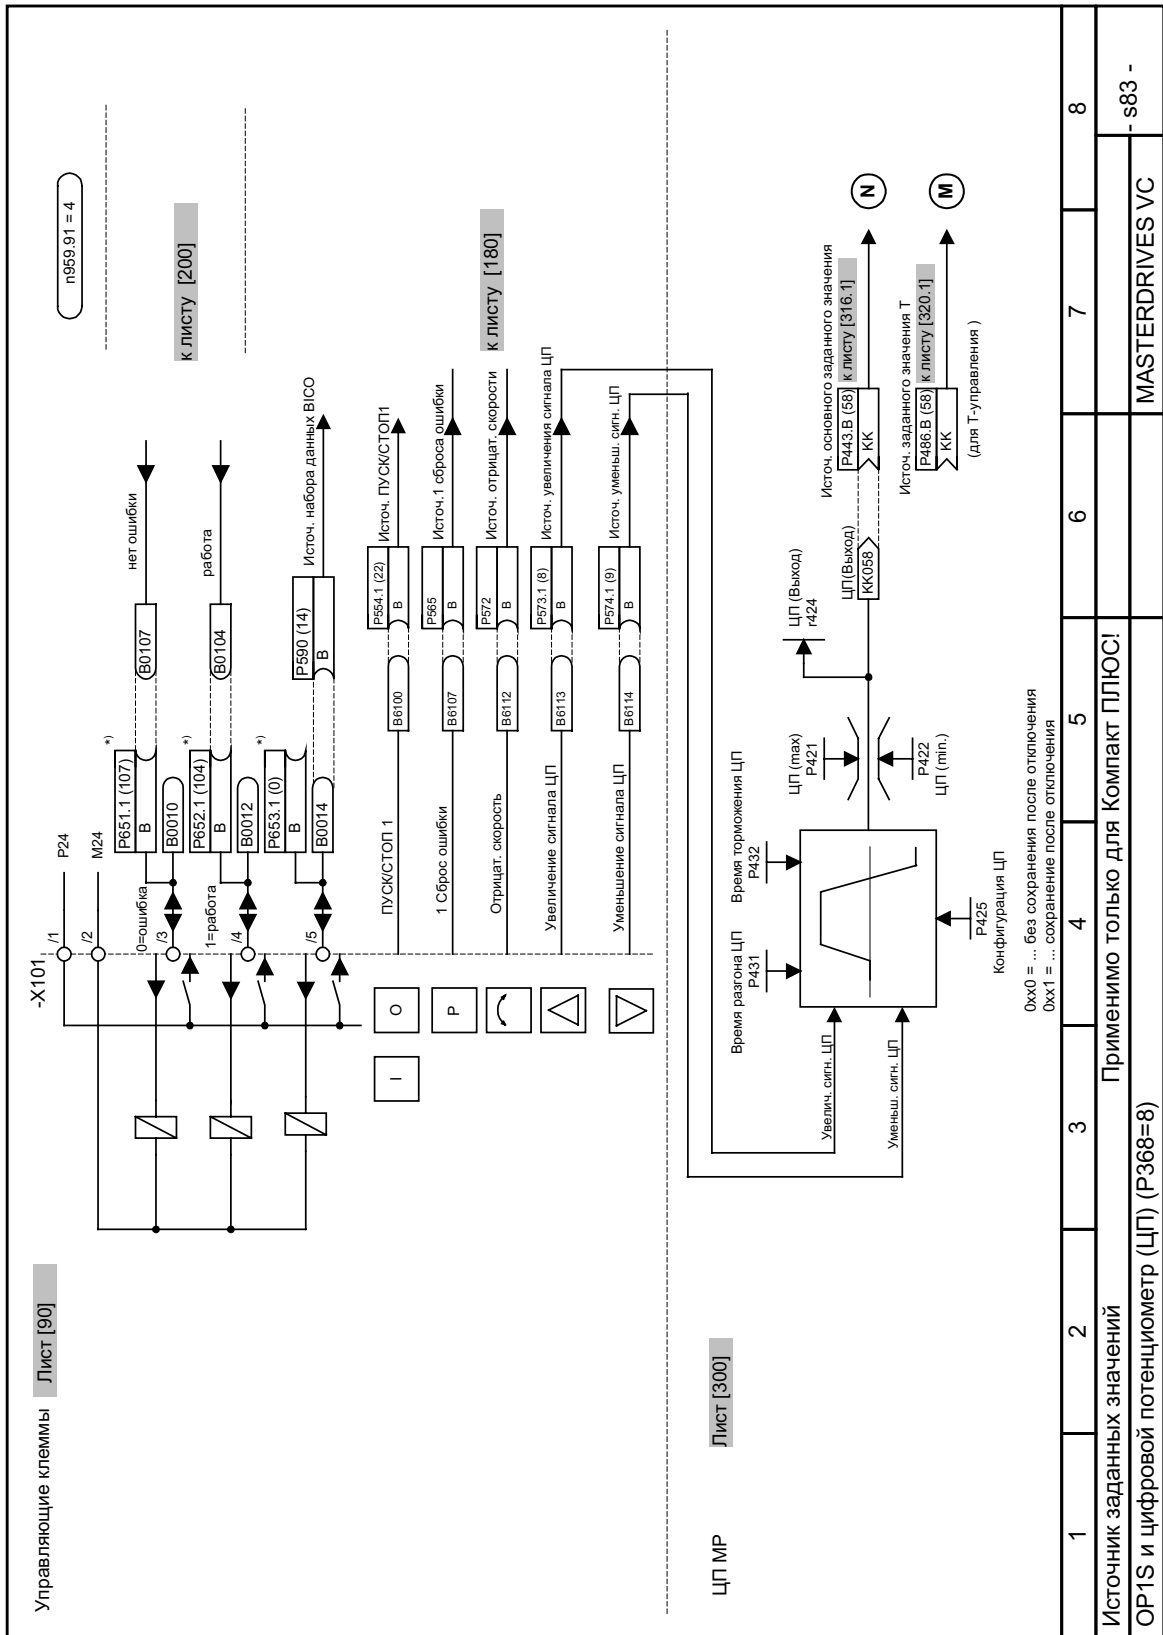 n959.91 = 4
Управляющие клеммы Лист [90]
-X101
/1 P24
/2 M24
0=ошибка
/3
P651.1 (107) *)
B
B0010
B0107
нет ошибки
1=работа
/4
P652.1 (104) *)
B
B0012
B0104
работа
к листу [200]
/5
P653.1 (0) *)
B
B0014
P590 (14)
B
Источ. набора данных BICO
I
O
ПУСК/СТОП 1
B6100
P554.1 (22)
B
Источ. ПУСК/СТОП1
P
1 Сброс ошибки
B6107
P565
B
Источ.1 сброса ошибки
Отрицат. скорость
B6112
P572
B
Источ. отрицат. скорости
к листу [180]
Увеличение сигнала ЦП
B6113
P573.1 (8)
B
Источ. увеличения сигнала ЦП
Уменьшение сигнала ЦП
B6114
P574.1 (9)
B
Источ. уменьш. сигн. ЦП
ЦП MP Лист [300]
Время разгона ЦП
P431
Время торможения ЦП
P432
ЦП (max)
P421
P422
ЦП (min.)
ЦП (Выход)
r424
Увелич. сигн. ЦП
Уменьш. сигн. ЦП
P425
Конфигурация ЦП
ЦП(Выход)
KK058
Источ. основного заданного значения
P443.B (58) к листу [316.1]
KK
N
Источ. заданного значения T
P486.B (58) к листу [320.1]
KK
M
(для Т-управления )
0xx0 = ... без сохранения после отключения
0xx1 = ... сохранение после отключения
1 2 3 4 5 6 7 8
Источник заданных значений Применимо только для Компакт ПЛЮС!
- s83 -
OP1S и цифровой потенциометр (ЦП) (P368=8) MASTERDRIVES VC